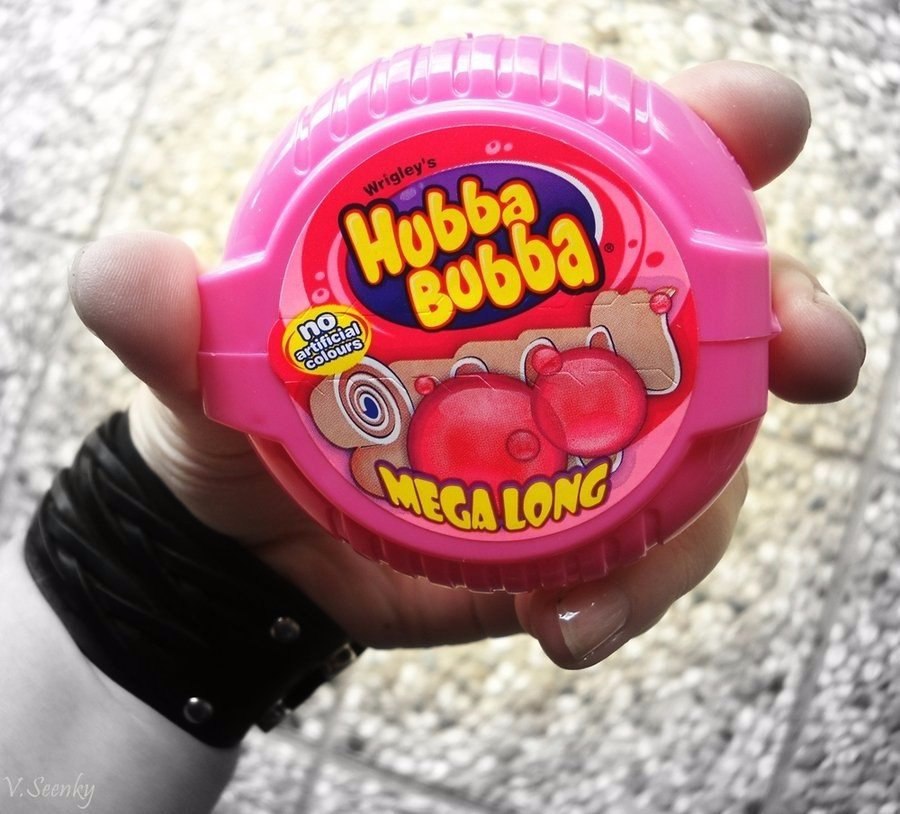 Wrigley's
Hubba
Bubba®
no
artificial
colours
MEGA LONG
V.Seenky